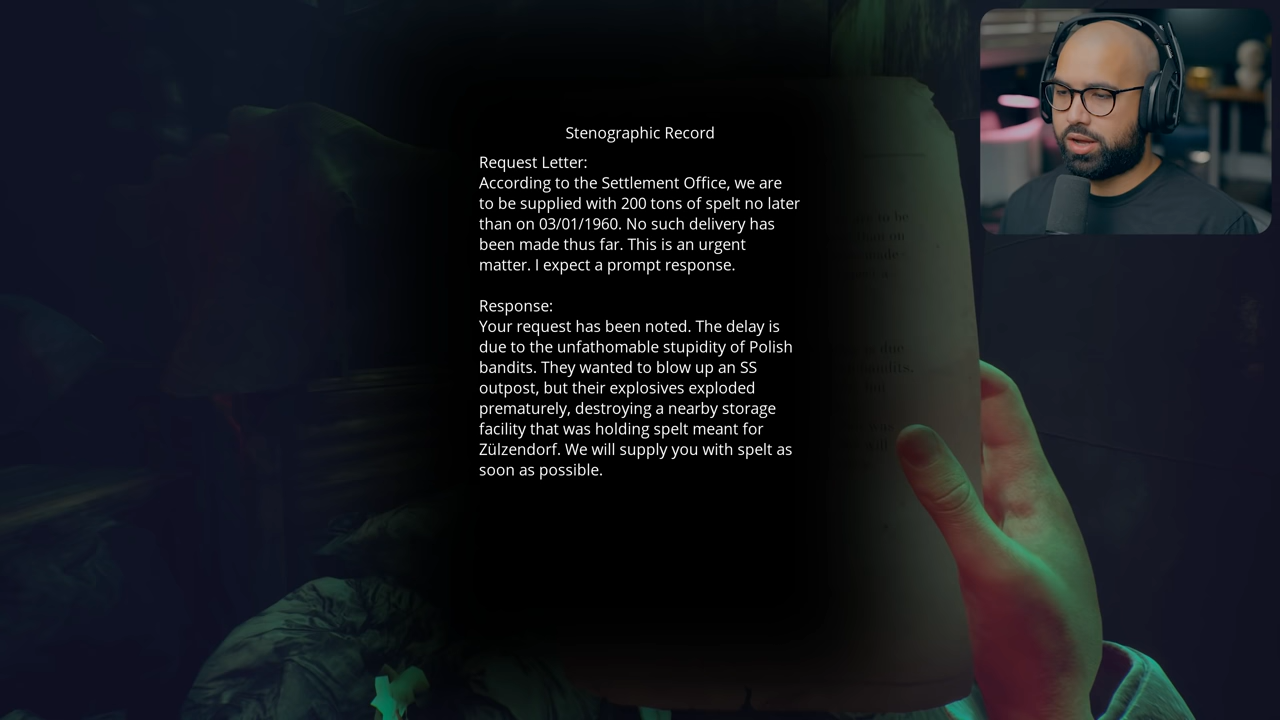 Stenographic Record
Request Letter:
According to the Settlement Office, we are
to be supplied with 200 tons of spelt no later
than on 03/01/1960. No such delivery has
been made thus far. This is an urgent
matter. I expect a prompt response.
Response:
Your request has been noted. The delay is
due to the unfathomable stupidity of Polish
bandits. They wanted to blow up an SS
outpost, but their explosives exploded
prematurely, destroying a nearby storage
facility that was holding spelt meant for
Zülzendorf. We will supply you with spelt as
soon as possible.